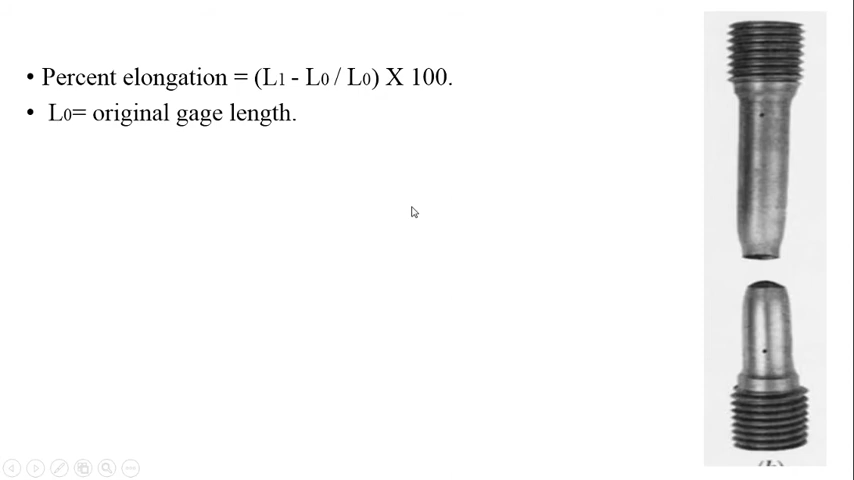 • Percent elongation = (L1 - L0 / L0) X 100.
• L0= original gage length.